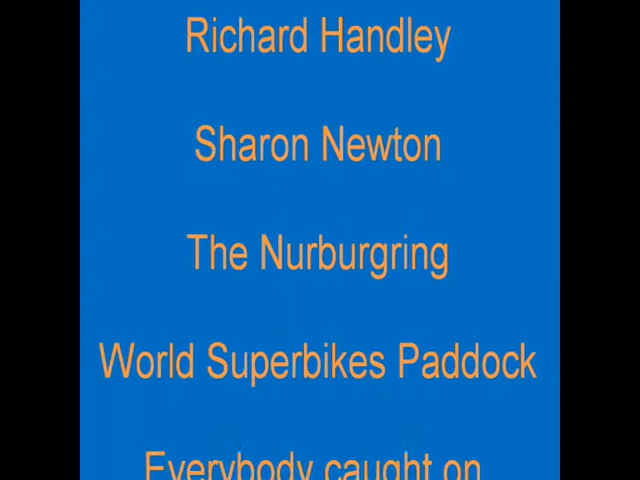 Richard Handley
Sharon Newton
The Nurburgring
World Superbikes Paddock
Everybody caught on